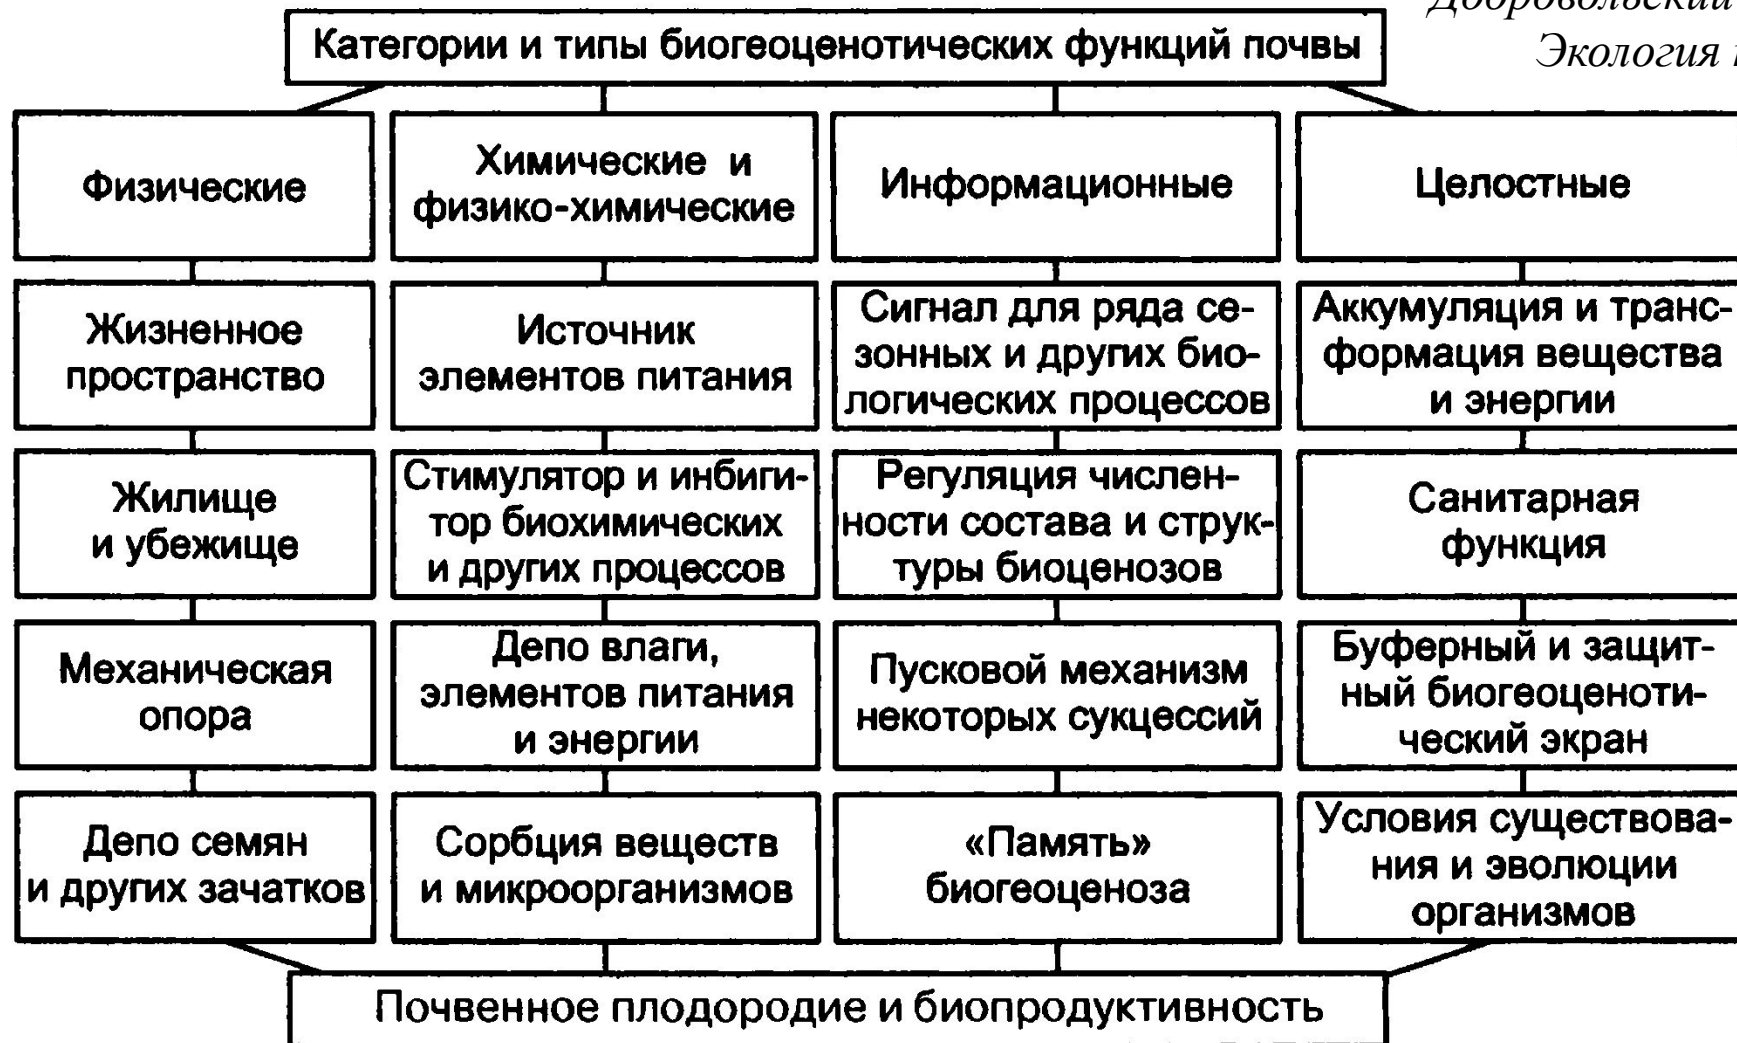 Добровольский
Экология
Категории и типы биогеоценотических функций почвы
Физические
Химические и
физико-химические
Информационные
Целостные
Жизненное
пространство
Источник
элементов питания
Сигнал для ряда се-
зонных и других био-
логических процессов
Аккумуляция и транс-
формация вещества
и энергии
Жилище
и убежище
Стимулятор и инбиги-
тор биохимических
и других процессов
Регуляция числен-
ности состава и струк-
туры биоценозов
Санитарная
функция
Механическая
опора
Депо влаги,
элементов питания
и энергии
Пусковой механизм
некоторых сукцессий
Буферный и защит-
ный биогеоценоти-
ческий экран
Депо семян
и других зачатков
Сорбция веществ
и микроорганизмов
«Память»
биогеоценоза
Условия существова-
ния и эволюции
организмов
Почвенное плодородие и биопродуктивность